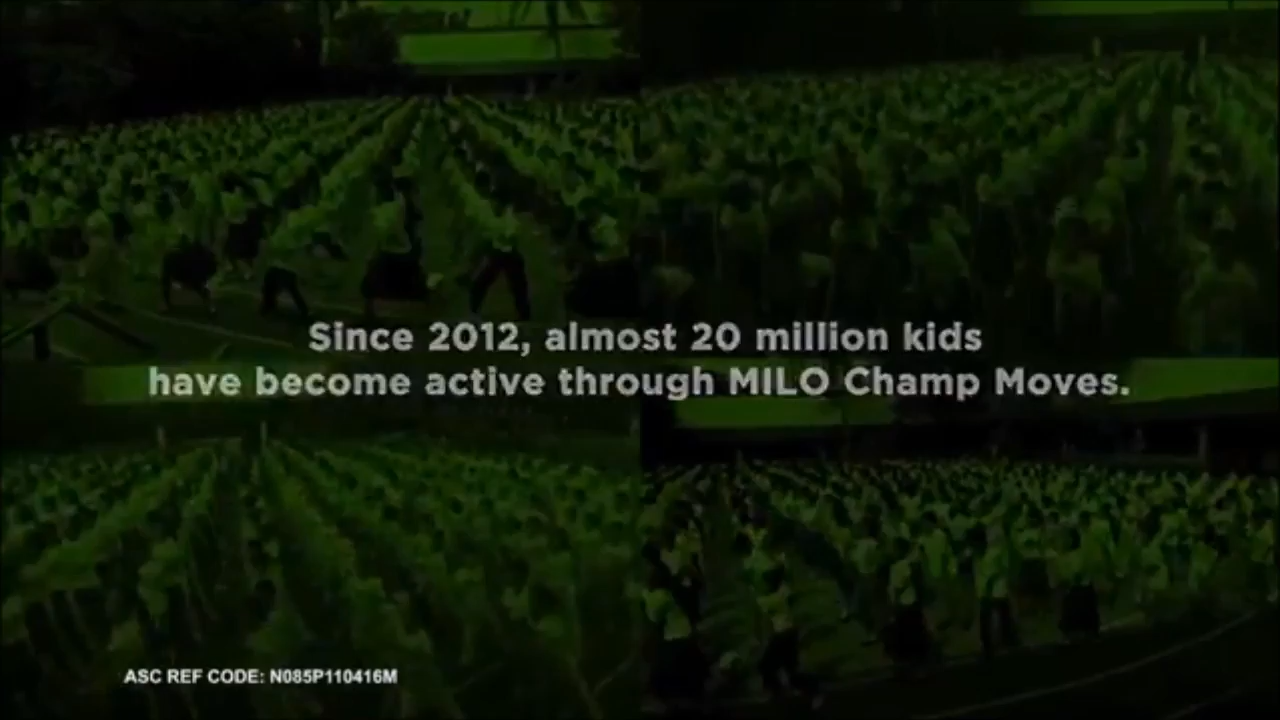 Since 2012, almost 20 million kids
have become active through MILO Champ Moves.
ASC REF CODE: N085P110416M